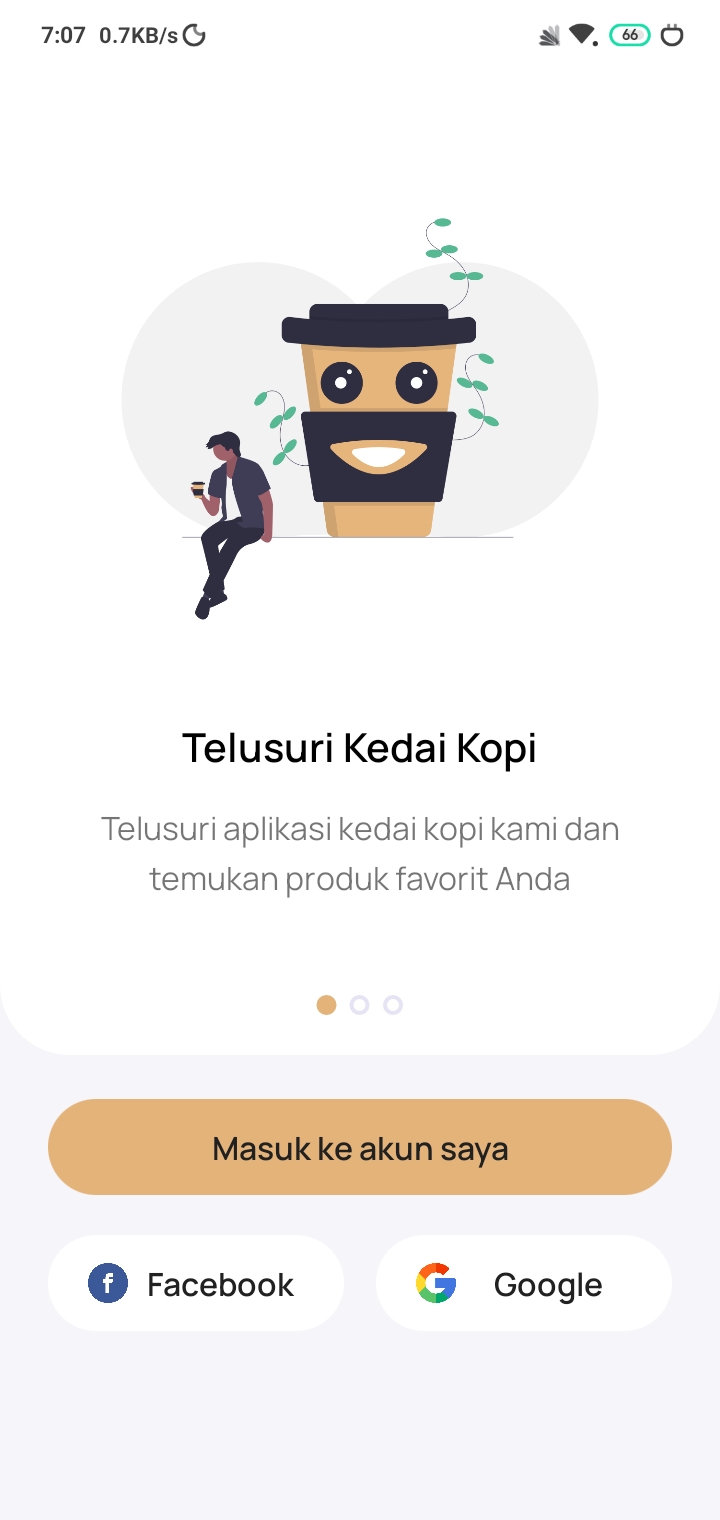 7:07 0.7KB/s
66
Telusuri Kedai Kopi
Telusuri aplikasi kedai kopi kami dan
temukan produk favorit Anda
Masuk ke akun saya
f Facebook
G Google